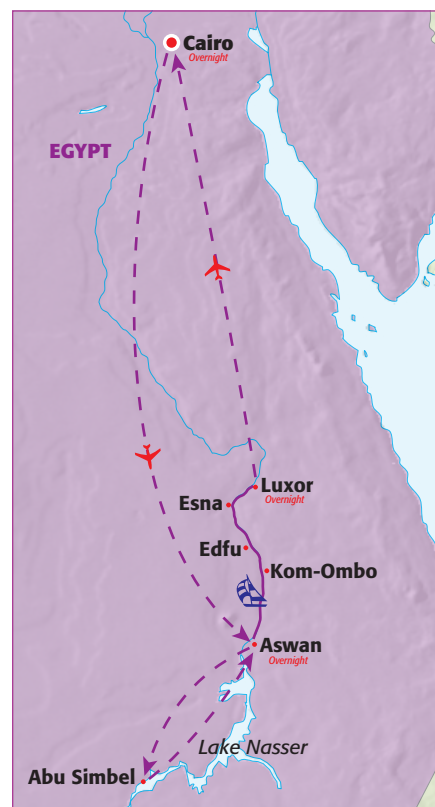 Cairo
Overnight
EGYPT
Luxor
Overnight
Esna
Edfu
Kom-Ombo
Aswan
Overnight
Lake Nasser
Abu Simbel